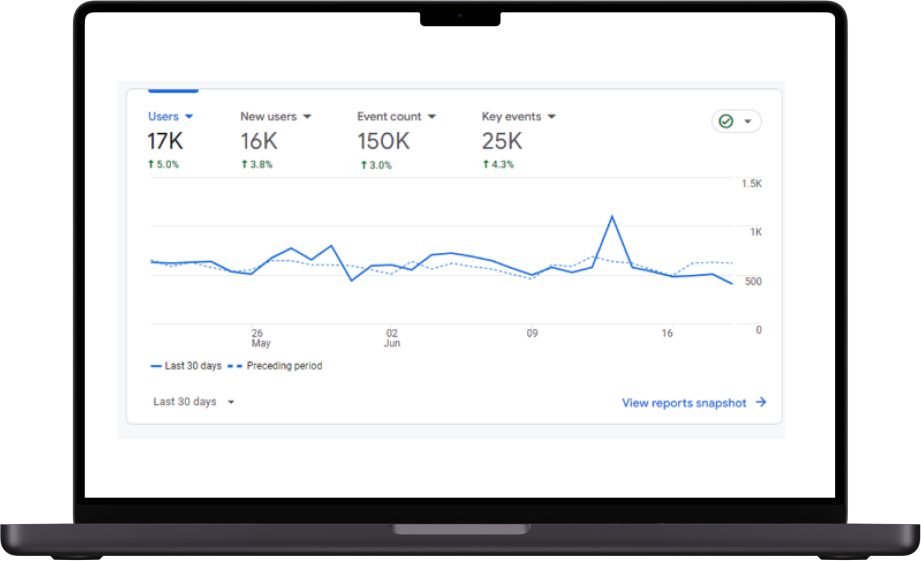 Users New users Event count Key events
17K 16K 150K 25K
↑ 5.0% ↑ 3.8% ↑ 3.0% ↑ 4.3%
1.5K
1K
500
0
26 02 09 16
May Jun
Last 30 days Preceding period
Last 30 days View reports snapshot →